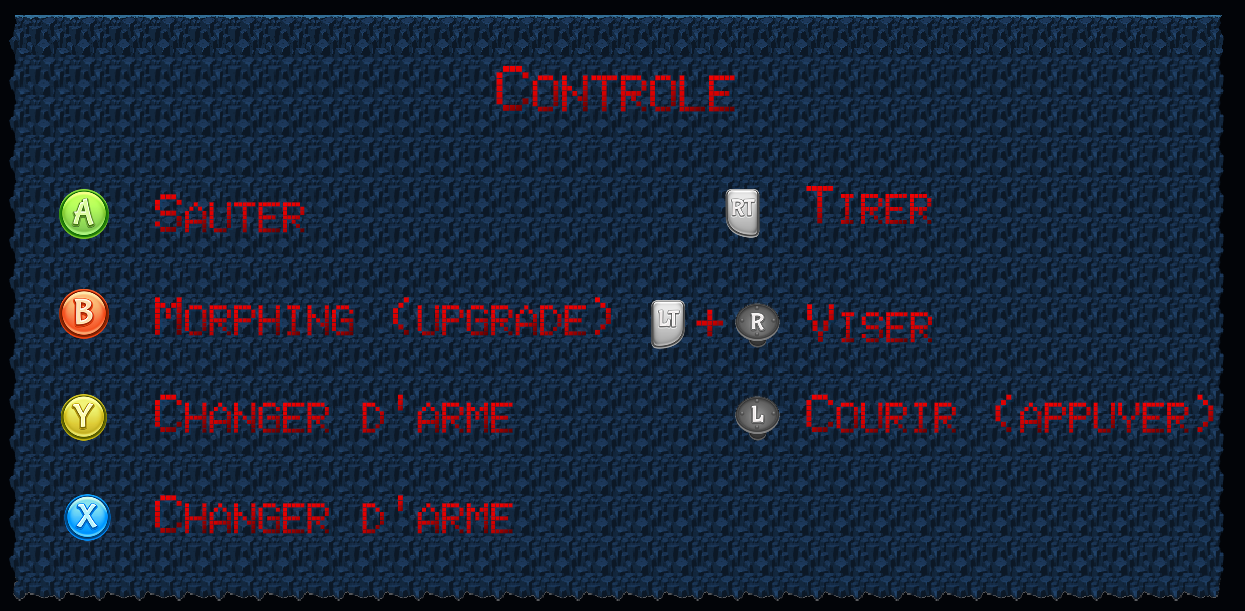 Controle
A Sauter
RT Tirer
B Morphing (upgrade)
LT + R Viser
Y Changer d'arme
L Courir (appuyer)
X Changer d'arme